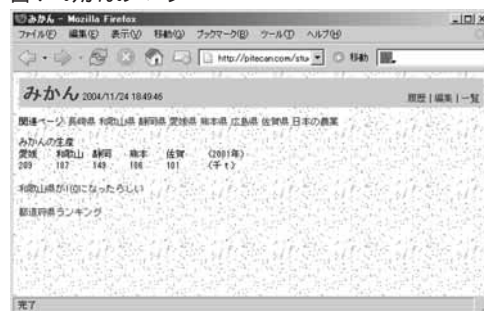 みかん - Mozilla Firefox
ファイル(F) 編集(E) 表示(V) 移動(G) ブックマーク(B) ツール(T) ヘルプ(H)
http://pitecan.com/stu 移動
みかん 2004/11/24 18:49:46 履歴 | 編集 | 一覧
関連ページ 長崎県 和歌山県 静岡県 愛媛県 熊本県 広島県 佐賀県 日本の農業
みかんの生産
愛媛 和歌山 静岡 熊本 佐賀 (2001年)
209 187 149 106 101 (千t)
和歌山県が1位になったらしい
都道府県ランキング
完了